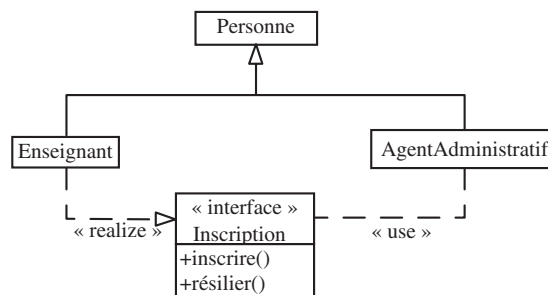 Personne
Enseignant
AgentAdministratif
« interface »
Inscription
« realize »
« use »
+inscrire()
+résilier()